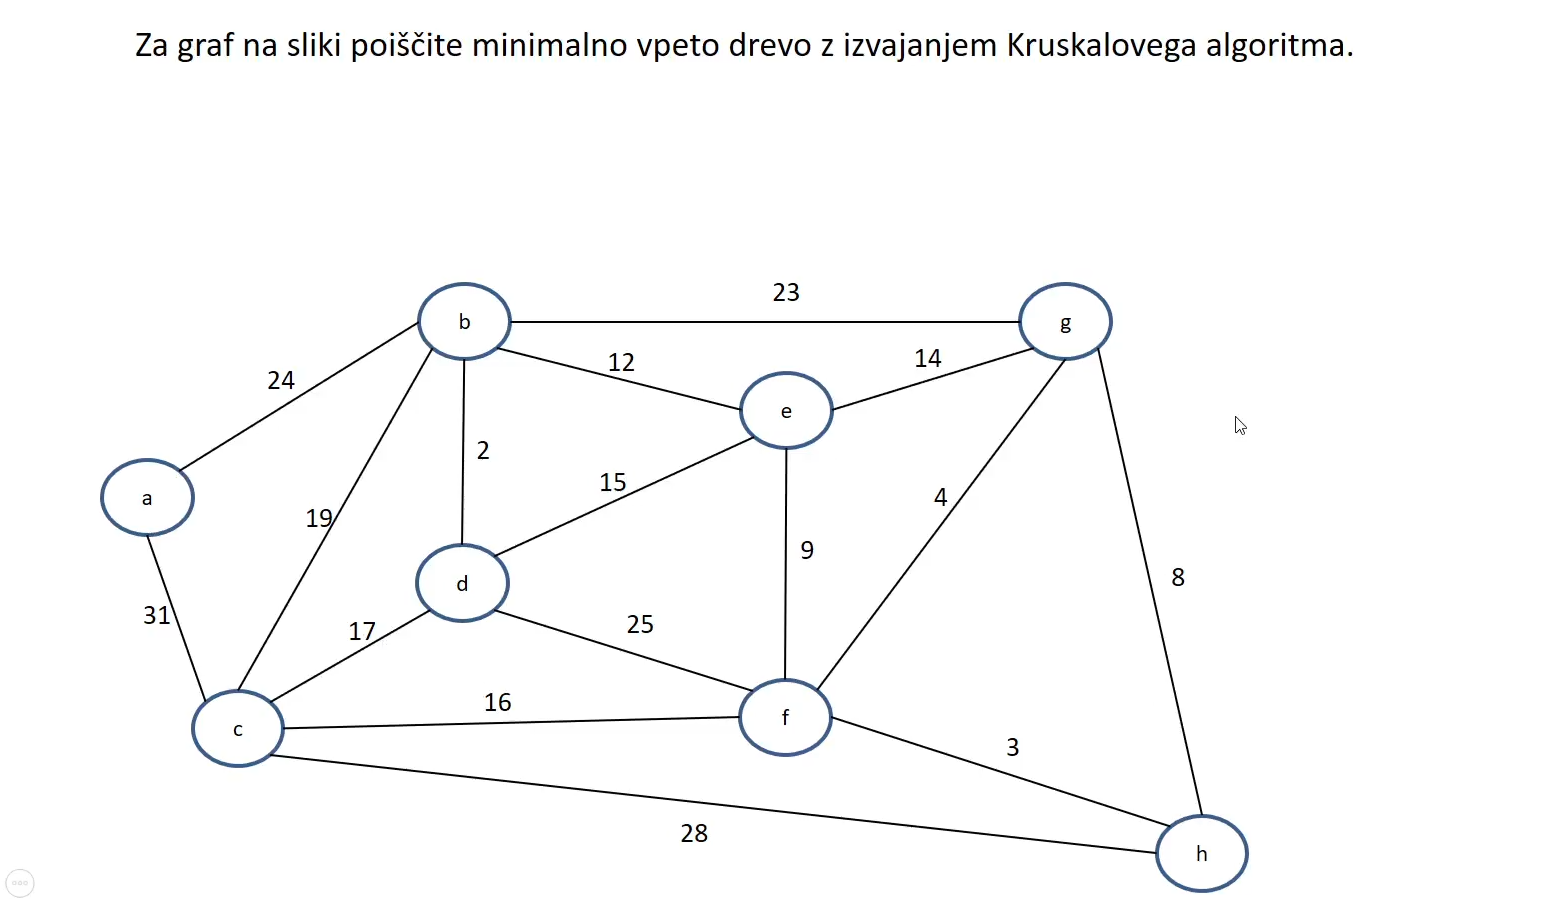 Za graf na sliki poiščite minimalno vpeto drevo z izvajanjem Kruskalovega algoritma.
23
b
g
12
14
24
e
2
15
19
4
a
9
8
d
31
17
25
16
f
c
3
28
h